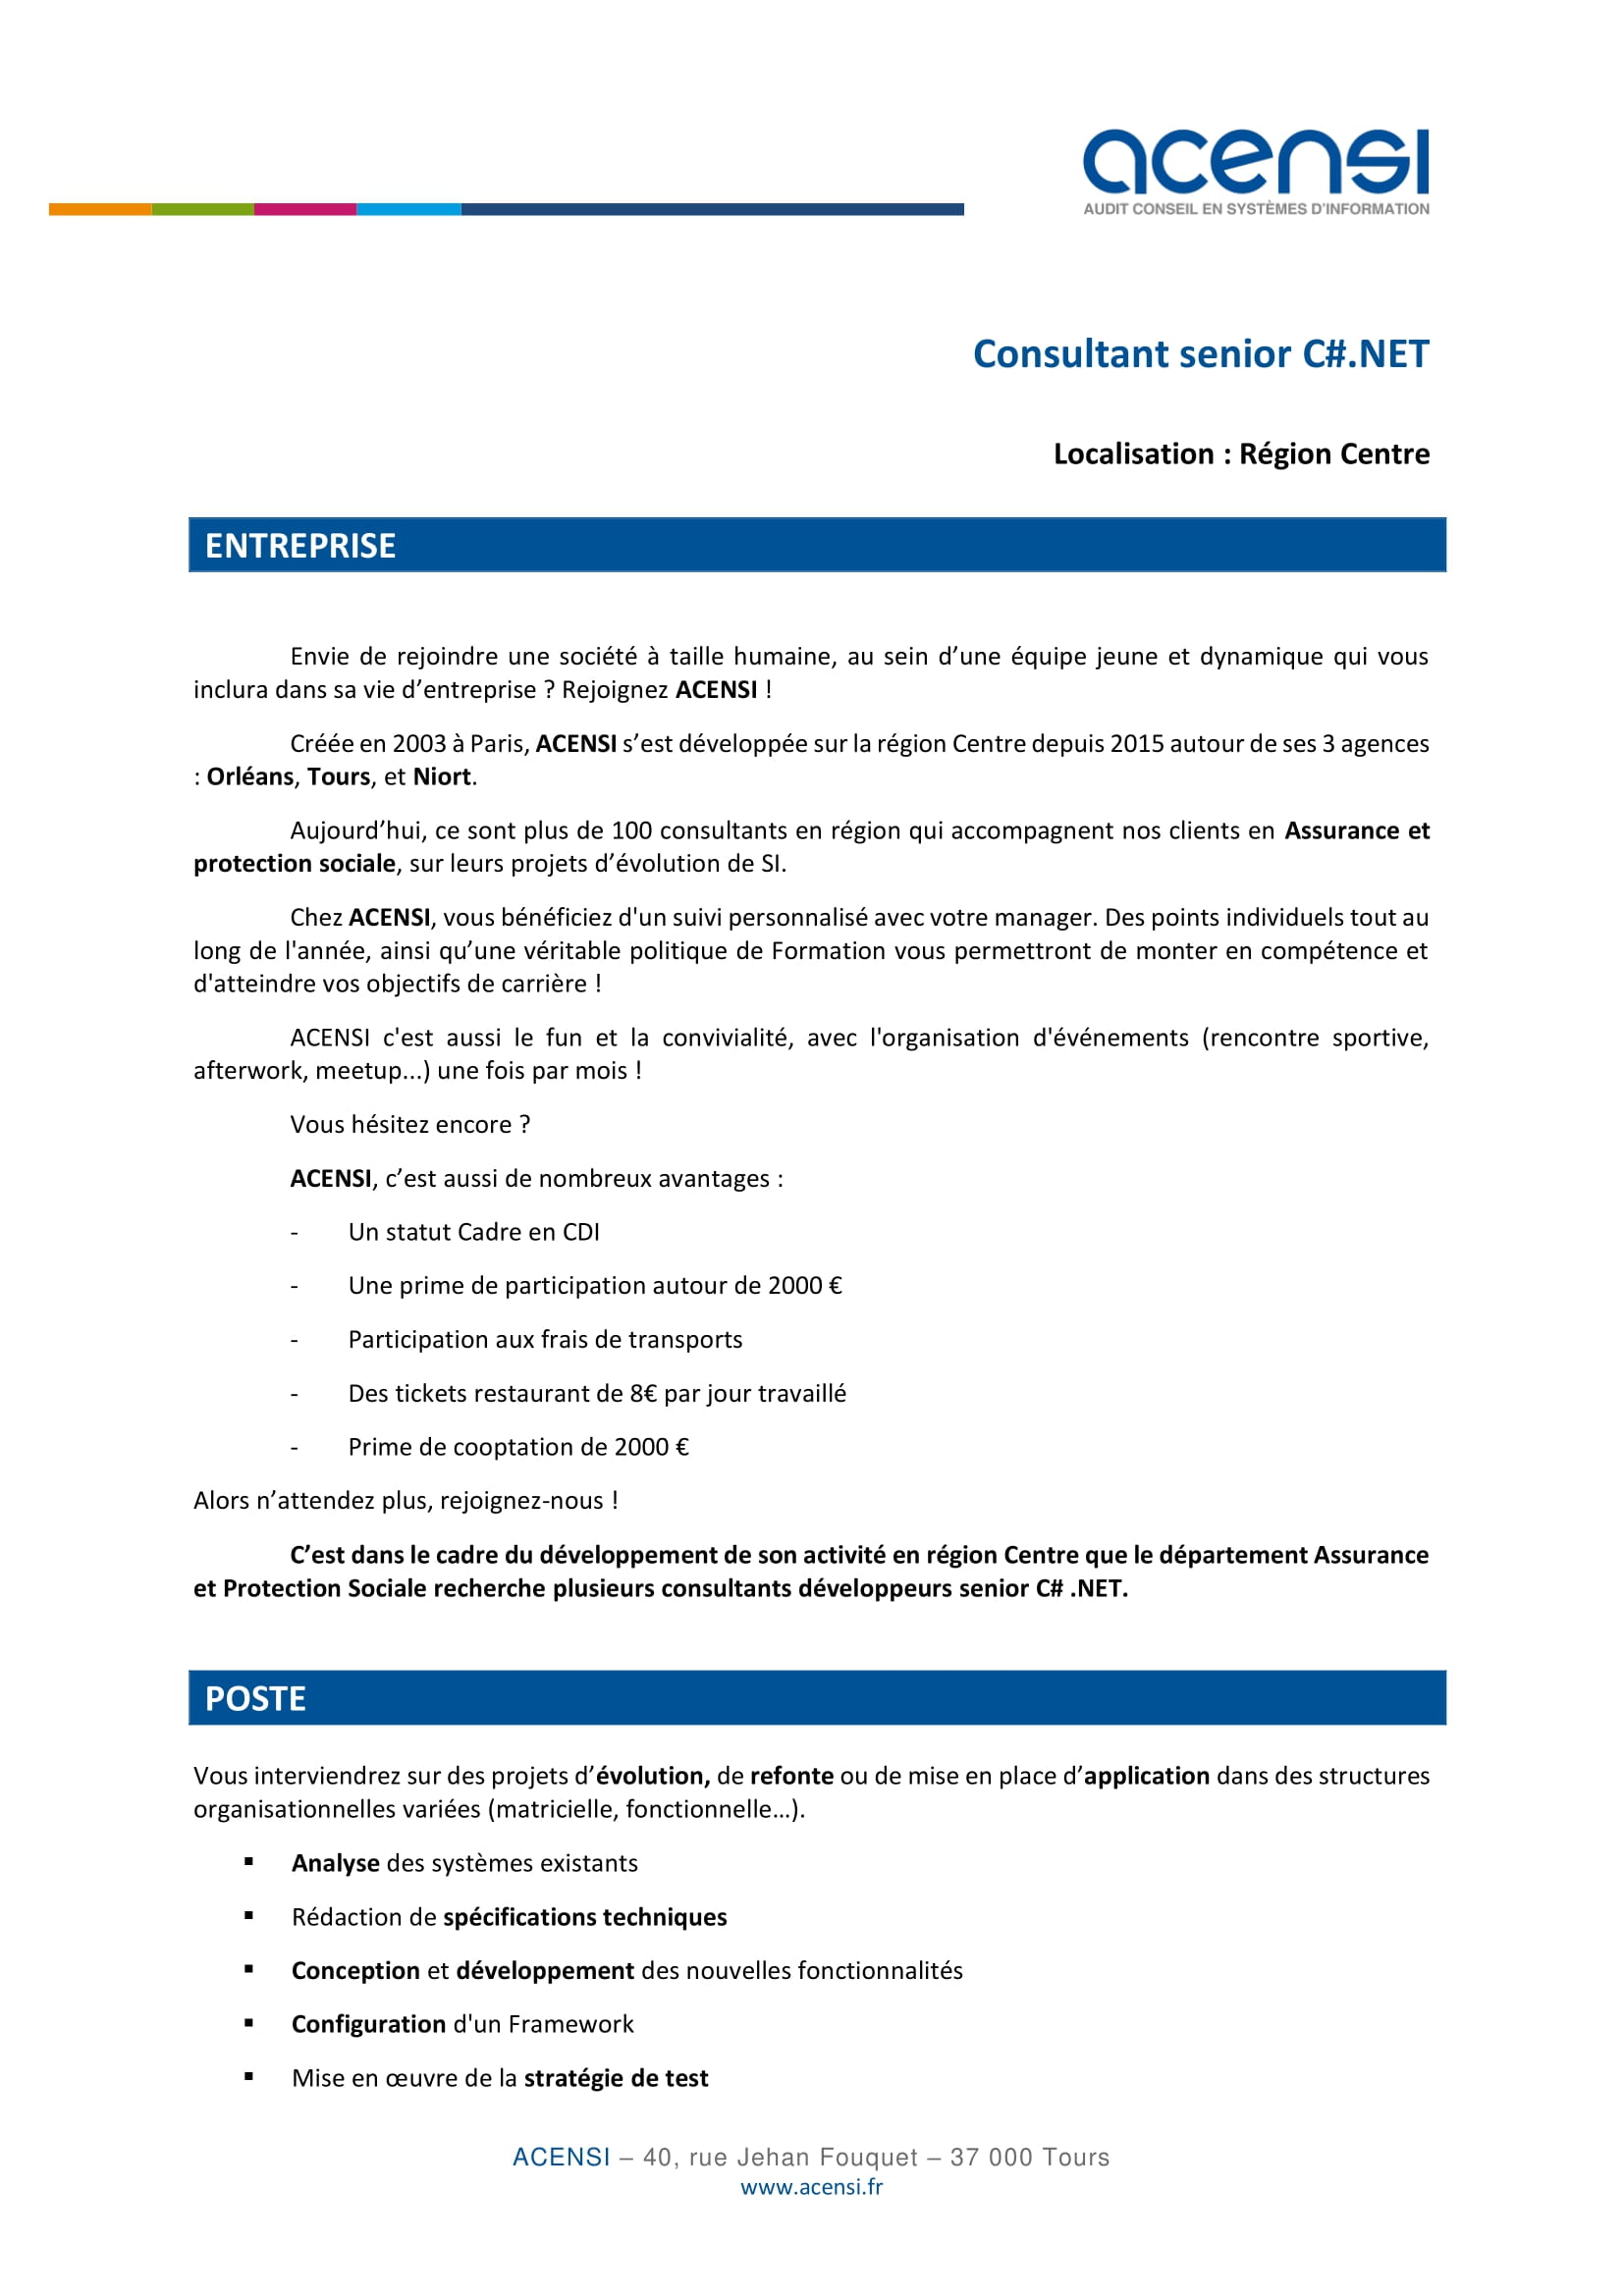 acensi
AUDIT CONSEIL EN SYSTÈMES D'INFORMATION
Consultant senior C#.NET
Localisation : Région Centre
ENTREPRISE
Envie de rejoindre une société à taille humaine, au sein d’une équipe jeune et dynamique qui vous
inclura dans sa vie d’entreprise ? Rejoignez ACENSI !
Créée en 2003 à Paris, ACENSI s’est développée sur la région Centre depuis 2015 autour de ses 3 agences
: Orléans, Tours, et Niort.
Aujourd’hui, ce sont plus de 100 consultants en région qui accompagnent nos clients en Assurance et
protection sociale, sur leurs projets d’évolution de SI.
Chez ACENSI, vous bénéficiez d'un suivi personnalisé avec votre manager. Des points individuels tout au
long de l'année, ainsi qu’une véritable politique de Formation vous permettront de monter en compétence et
d'atteindre vos objectifs de carrière !
ACENSI c'est aussi le fun et la convivialité, avec l'organisation d'événements (rencontre sportive,
afterwork, meetup...) une fois par mois !
Vous hésitez encore ?
ACENSI, c’est aussi de nombreux avantages :
- Un statut Cadre en CDI
- Une prime de participation autour de 2000 €
- Participation aux frais de transports
- Des tickets restaurant de 8€ par jour travaillé
- Prime de cooptation de 2000 €
Alors n’attendez plus, rejoignez-nous !
C’est dans le cadre du développement de son activité en région Centre que le département Assurance
et Protection Sociale recherche plusieurs consultants développeurs senior C# .NET.
POSTE
Vous interviendrez sur des projets d’évolution, de refonte ou de mise en place d’application dans des structures
organisationnelles variées (matricielle, fonctionnelle…).
▪ Analyse des systèmes existants
▪ Rédaction de spécifications techniques
▪ Conception et développement des nouvelles fonctionnalités
▪ Configuration d'un Framework
▪ Mise en œuvre de la stratégie de test
ACENSI – 40, rue Jehan Fouquet – 37 000 Tours
www.acensi.fr